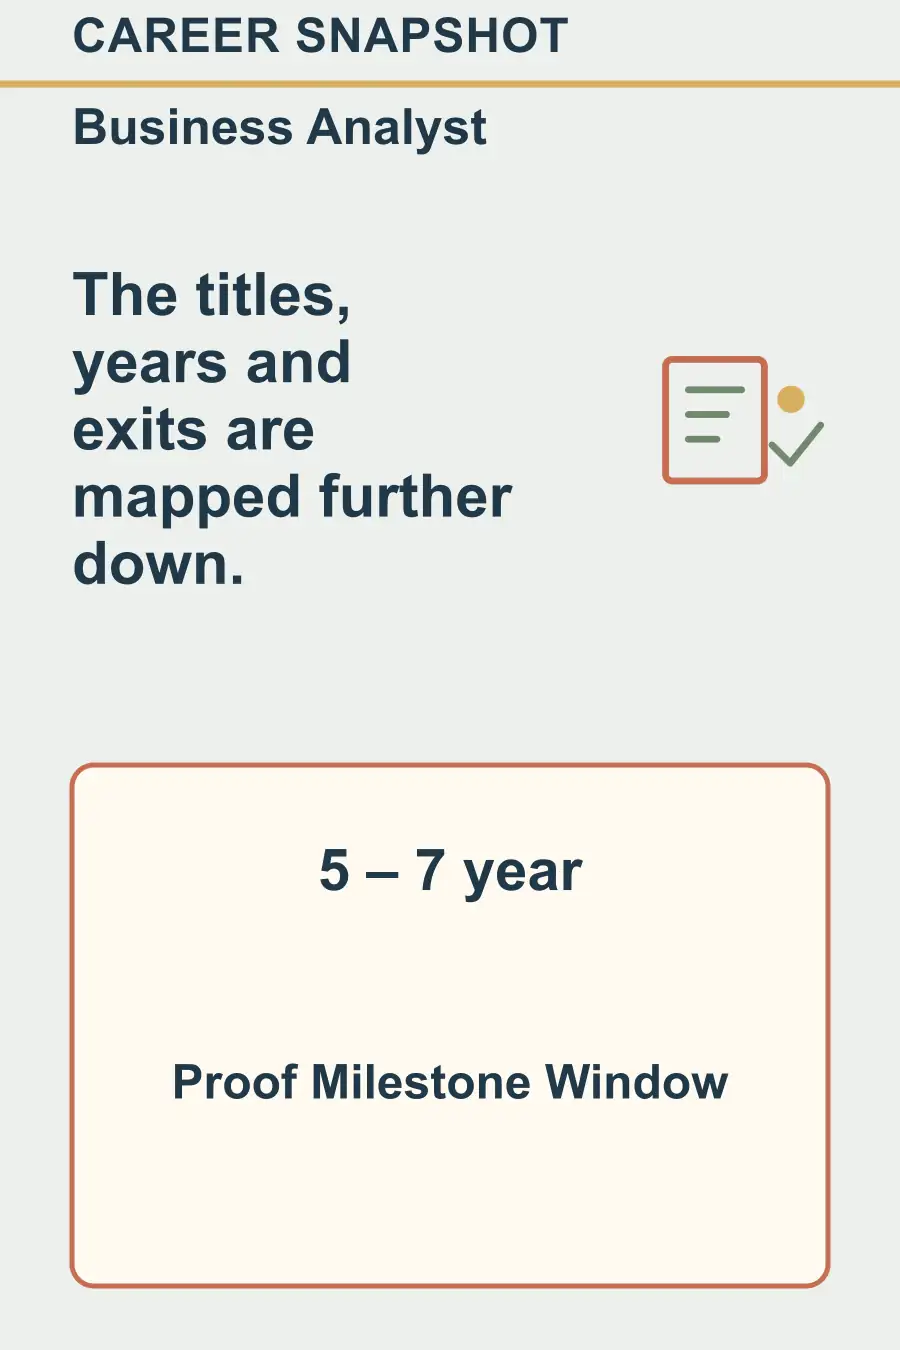 CAREER SNAPSHOT
Business Analyst
The titles,
years and
exits are
mapped further
down.
5 – 7 year
Proof Milestone Window